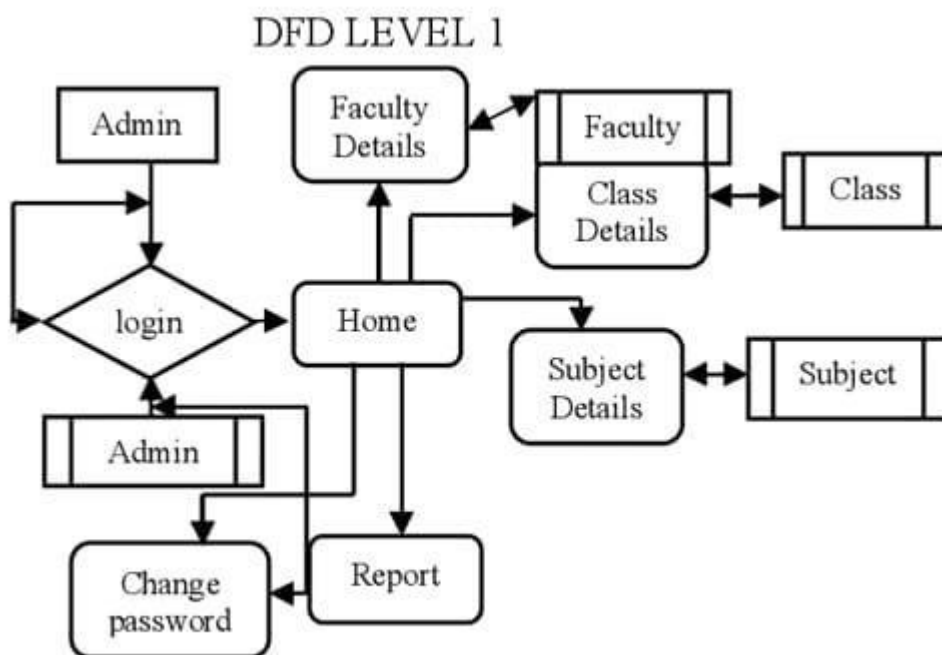 DFD LEVEL 1
Admin
Faculty
Details
Faculty
Class
Details
Class
login
Home
Subject
Details
Subject
Admin
Change
password
Report